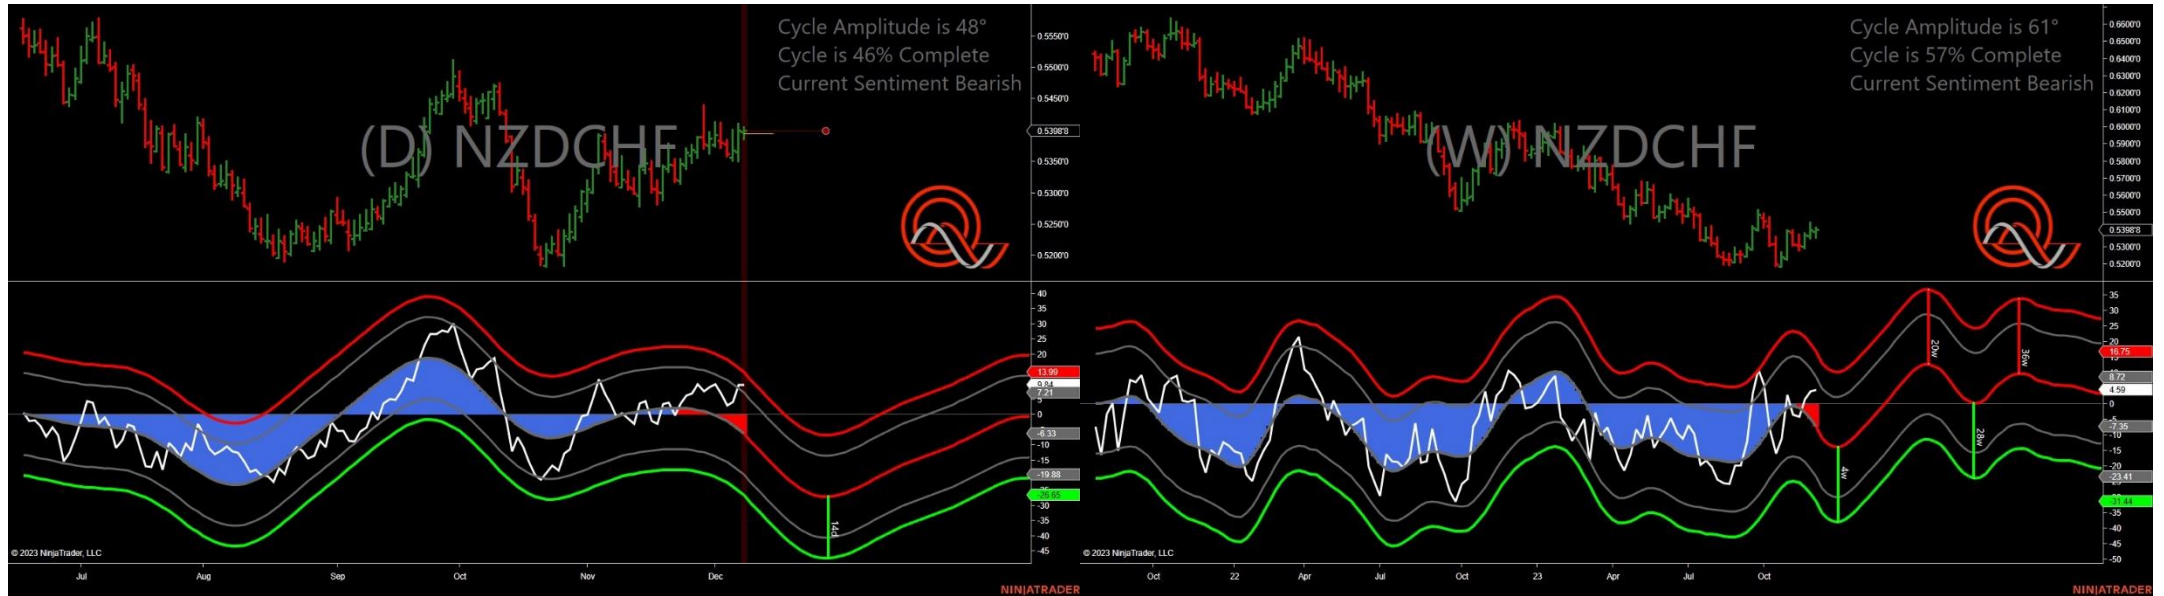 Cycle Amplitude is 48°
Cycle is 46% Complete
Current Sentiment Bearish
(D) NZDCHF
0.5550'0
0.5500'0
0.5450'0
0.5398'8
0.5350'0
0.5300'0
0.5250'0
0.5200'0
40
35
30
25
20
13.99
9.84
7.21
5
0
-6.33
-10
-15
-19.88
-26.65
-30
-35
-40
-45
14d
© 2023 NinjaTrader, LLC
Jul
Aug
Sep
Oct
Nov
Dec
NINJATRADER
Cycle Amplitude is 61°
Cycle is 57% Complete
Current Sentiment Bearish
(W) NZDCHF
0.6600'0
0.6500'0
0.6400'0
0.6300'0
0.6200'0
0.6100'0
0.6000'0
0.5900'0
0.5800'0
0.5700'0
0.5600'0
0.5500'0
0.5398'8
0.5300'0
0.5200'0
35
30
25
20
16.75
8.72
4.59
0
-7.35
-10
-15
-20
-23.41
-31.44
-35
-40
-45
-50
4w
20w
28w
36w
© 2023 NinjaTrader, LLC
Oct
22
Apr
Jul
Oct
23
Apr
Jul
Oct
NINJATRADER